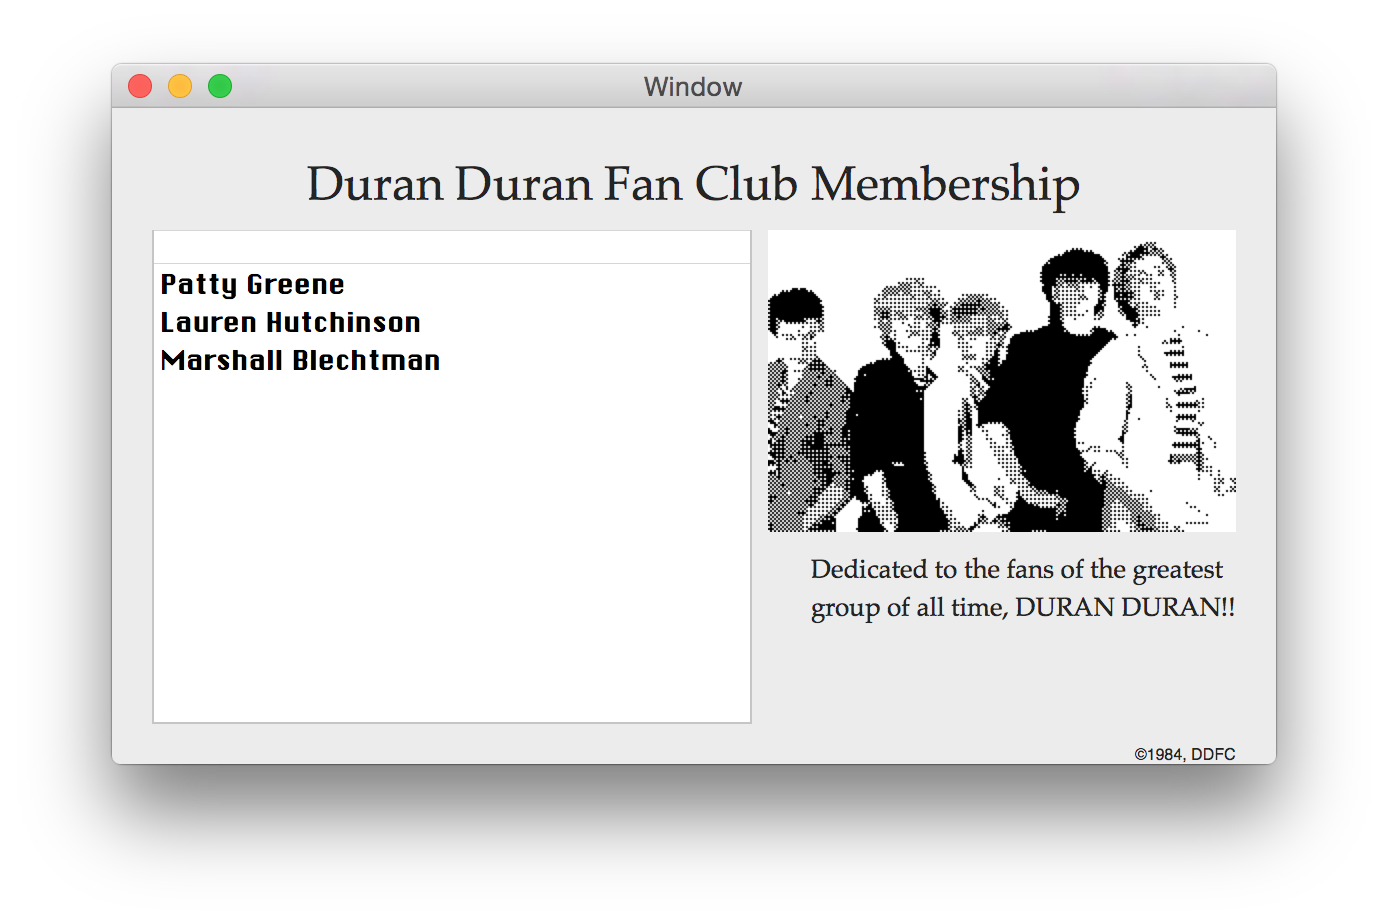 Window
Duran Duran Fan Club Membership
Patty Greene
Lauren Hutchinson
Marshall Blechtman
Dedicated to the fans of the greatest
group of all time, DURAN DURAN!!
©1984, DDFC